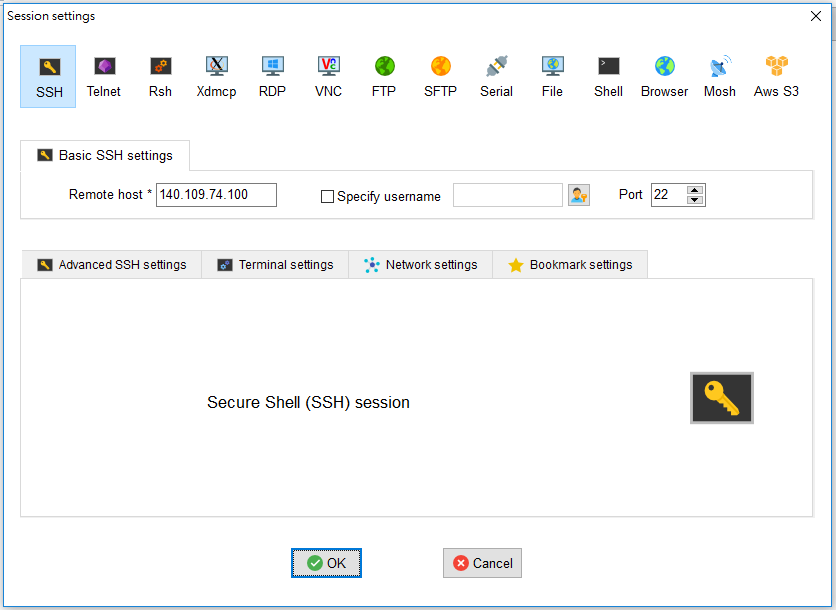 Session settings
SSH Telnet Rsh Xdmcp RDP VNC FTP SFTP Serial File Shell Browser Mosh Aws S3
Basic SSH settings
Remote host * 140.109.74.100 Specify username Port 22
Advanced SSH settings Terminal settings Network settings Bookmark settings
Secure Shell (SSH) session
OK Cancel